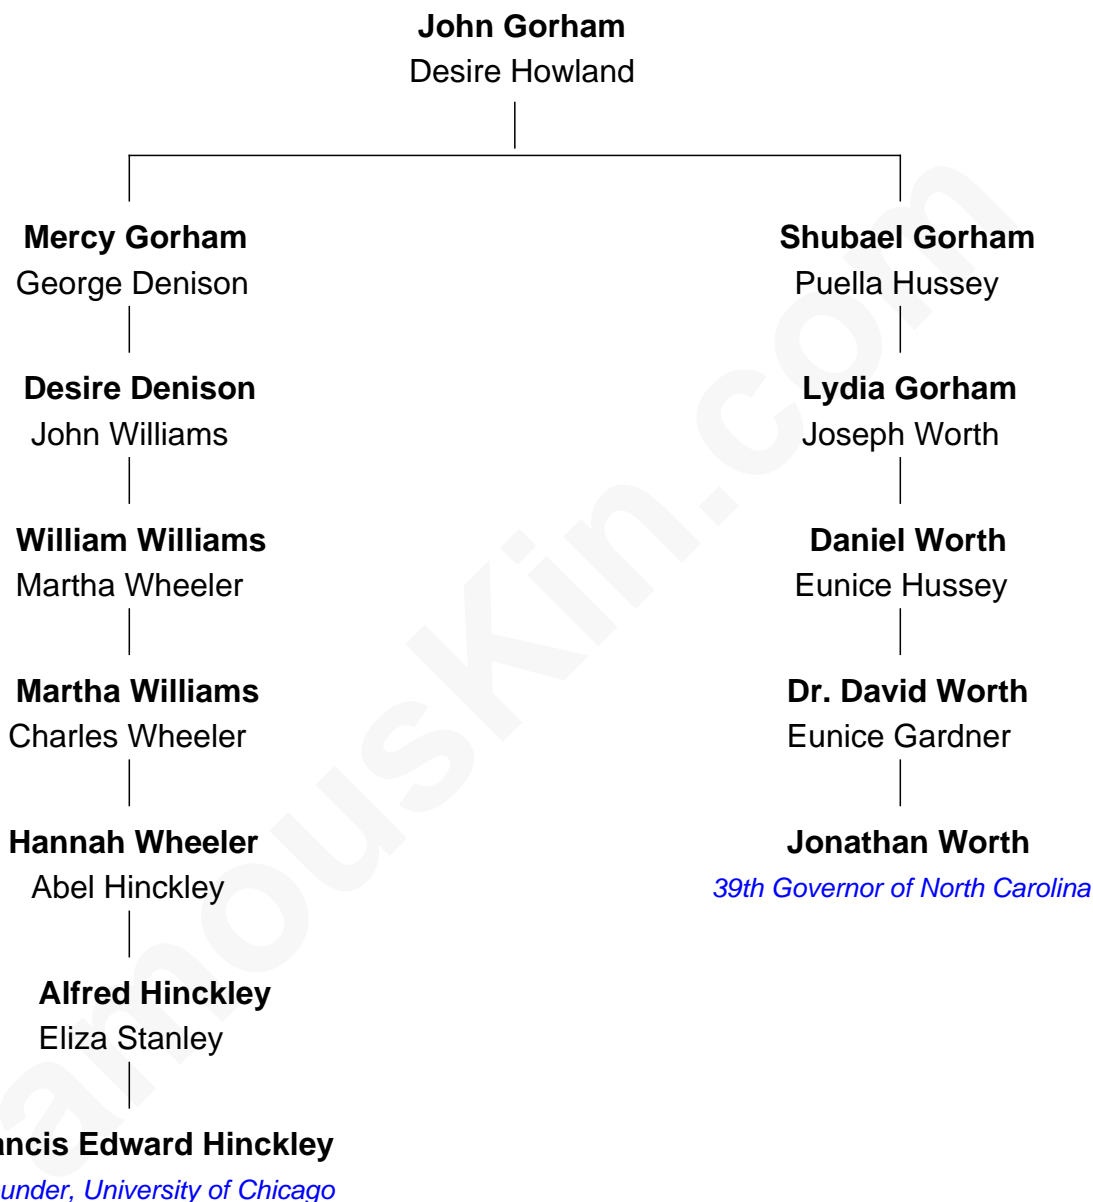 John Gorham
Desire Howland
Mercy Gorham
George Denison
Desire Denison
John Williams
William Williams
Martha Wheeler
Martha Williams
Charles Wheeler
Hannah Wheeler
Abel Hinckley
Alfred Hinckley
Eliza Stanley
ancis Edward Hinckley
under, University of Chicago
Shubael Gorham
Puella Hussey
Lydia Gorham
Joseph Worth
Daniel Worth
Eunice Hussey
Dr. David Worth
Eunice Gardner
Jonathan Worth
39th Governor of North Carolina
amouskin.com